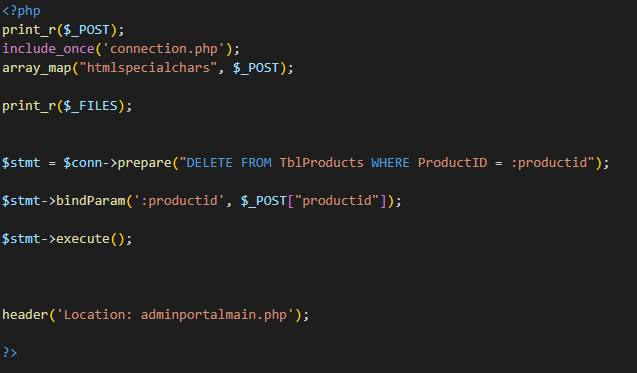 <?php
print_r($_POST);
include_once('connection.php');
array_map("htmlspecialchars", $_POST);
print_r($_FILES);
$stmt = $conn->prepare("DELETE FROM TblProducts WHERE ProductID = :productid");
$stmt->bindParam(':productid', $_POST["productid"]);
$stmt->execute();
header('Location: adminportalmain.php');
?>